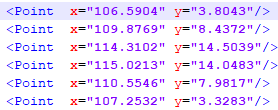 <Point  x="106.5904" y="3.8043"/>
<Point  x="109.8769" y="8.4372"/>
<Point  x="114.3102" y="14.5039"/>
<Point  x="115.0213" y="14.0483"/>
<Point  x="110.5546" y="7.9817"/>
<Point  x="107.2532" y="3.3283"/>